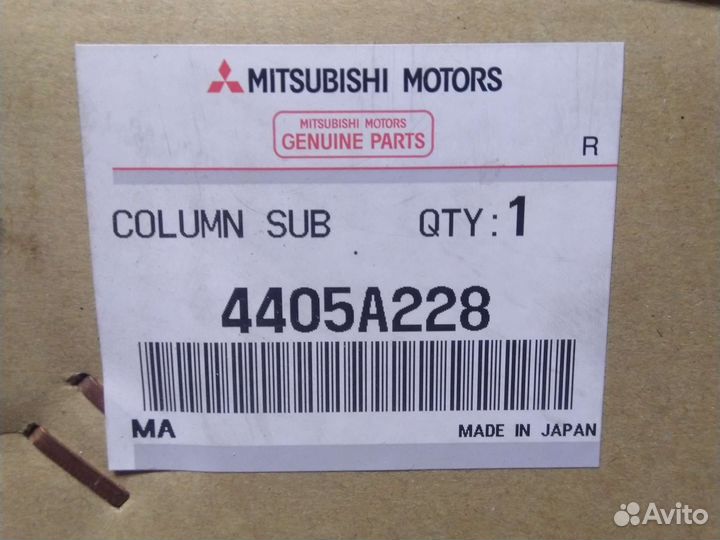 MITSUBISHI MOTORS
MITSUBISHI MOTORS
GENUINE PARTS
R
COLUMN SUB QTY: 1
4405A228
MA MADE IN JAPAN
Avito